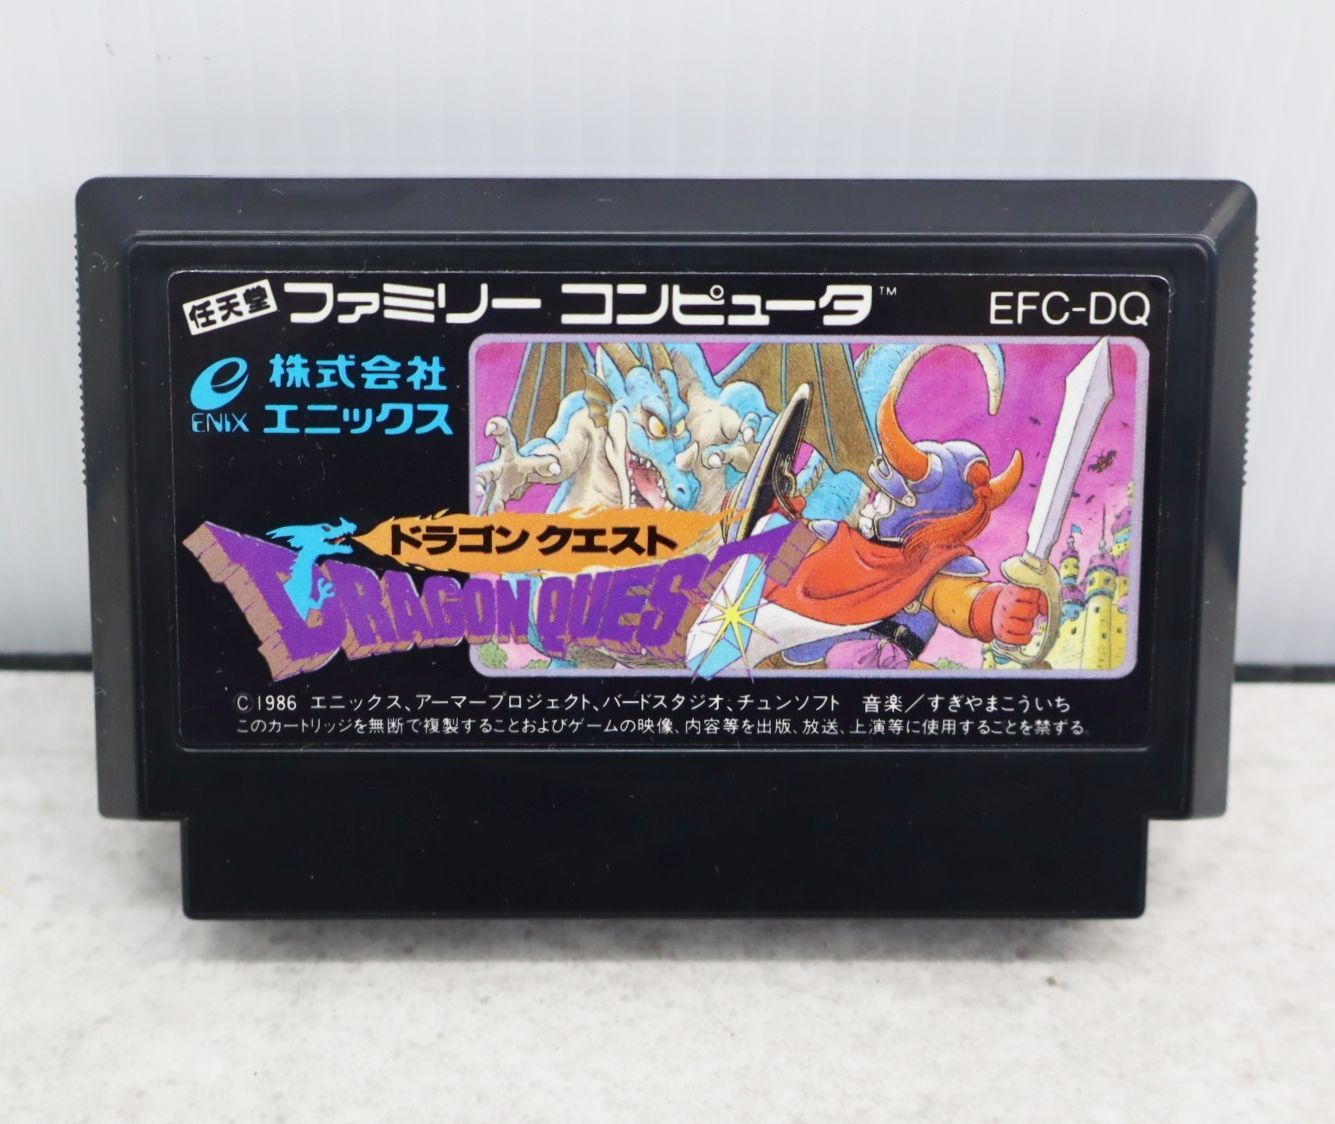 任天堂 ファミリー コンピュータ™ EFC-DQ
株式会社
ENIX エニックス
ドラゴンクエスト
DRAGON QUEST
©1986 エニックス、アーマープロジェクト、バードスタジオ、チュンソフト 音楽／すぎやまこういち
このカートリッジを無断で複製することおよびゲームの映像、内容等を出版、放送、上演等に使用することを禁ずる。